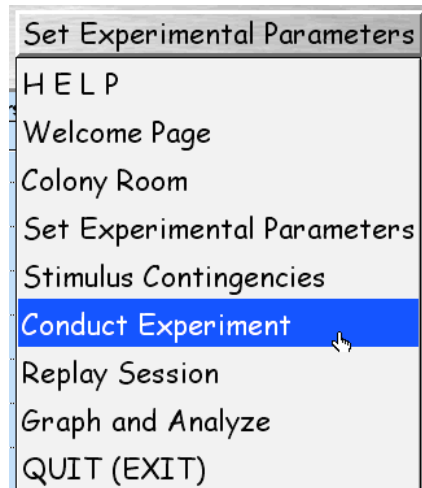 Set Experimental Parameters
H E L P
Welcome Page
Colony Room
Set Experimental Parameters
Stimulus Contingencies
Conduct Experiment
Replay Session
Graph and Analyze
QUIT (EXIT)